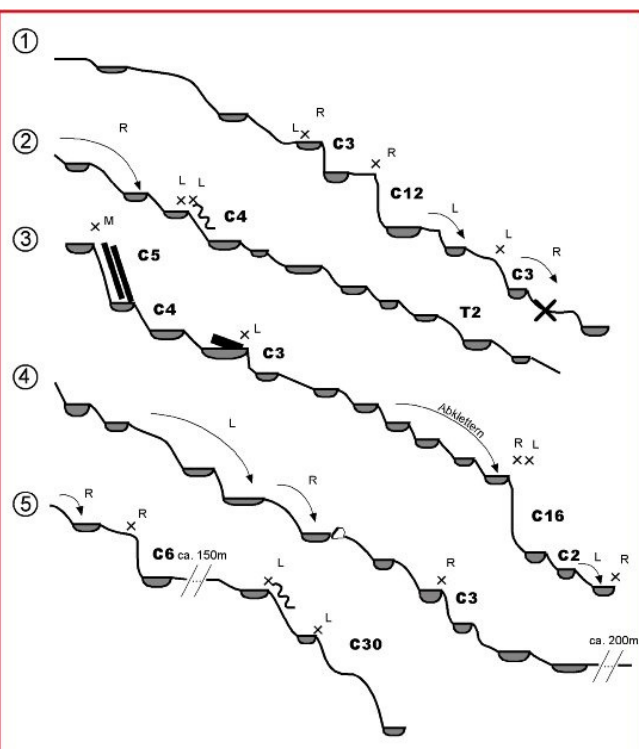 ①
R
L
C3
②
R
R
L L
C12
L
C4
L
③
M
C3
R
C5
T2
C4
L
C3
④
L
Abklettern
R L
R
⑤
R
R
C16
C6 ca. 150m
L
R
C3
C2
L
R
L
C30
ca. 200m